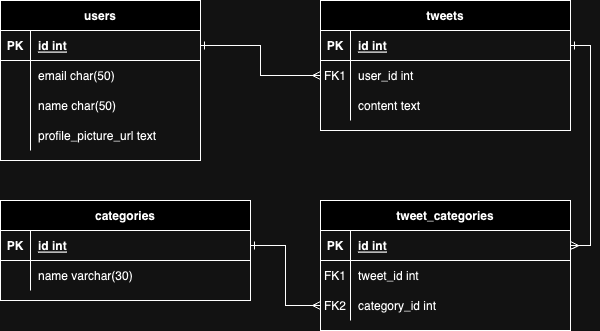 users
PK id int
email char(50)
name char(50)
profile_picture_url text
tweets
PK id int
FK1 user_id int
content text
categories
PK id int
name varchar(30)
tweet_categories
PK id int
FK1 tweet_id int
FK2 category_id int